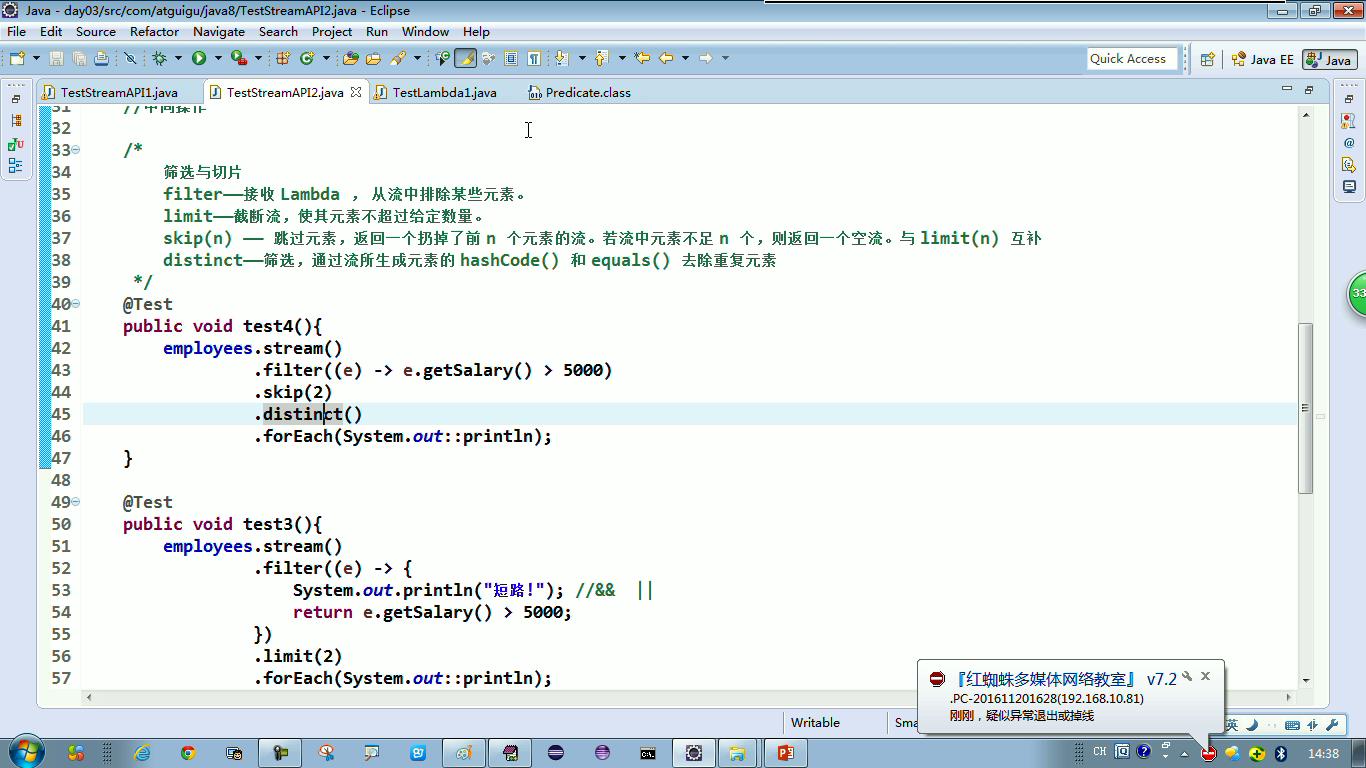 Java - day03/src/com/atguigu/java8/TestStreamAPI2.java - Eclipse
File Edit Source Refactor Navigate Search Project Run Window Help
Quick Access Java EE Java
TestStreamAPI1.java TestStreamAPI2.java TestLambda1.java Predicate.class
31 //中间操作
32
33 /*
34 筛选与切片
35 filter——接收 Lambda ， 从流中排除某些元素。
36 limit——截断流，使其元素不超过给定数量。
37 skip(n) —— 跳过元素，返回一个扔掉了前 n 个元素的流。若流中元素不足 n 个，则返回一个空流。与 limit(n) 互补
38 distinct——筛选，通过流所生成元素的 hashCode() 和 equals() 去除重复元素
39 */
40 @Test
41 public void test4(){
42 employees.stream()
43 .filter((e) -> e.getSalary() > 5000)
44 .skip(2)
45 .distinct()
46 .forEach(System.out::println);
47 }
48
49 @Test
50 public void test3(){
51 employees.stream()
52 .filter((e) -> {
53 System.out.println("短路!"); //&& ||
54 return e.getSalary() > 5000;
55 })
56 .limit(2)
57 .forEach(System.out::println);
『红蜘蛛多媒体网络教室』 v7.2
.PC-201611201628(192.168.10.81)
刚刚，疑似异常退出或掉线
Writable Sma 英
CH 14:38
33